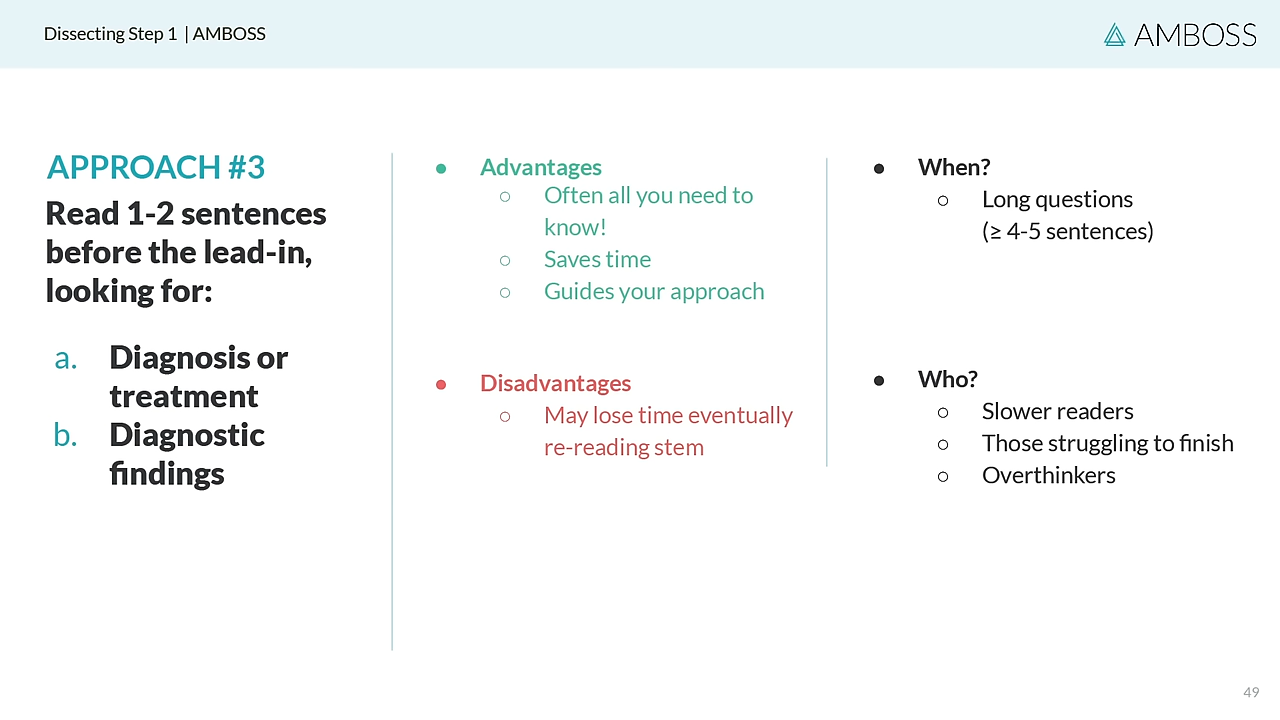 Dissecting Step 1 | AMBOSS
AMBOSS
APPROACH #3
Read 1-2 sentences
before the lead-in,
looking for:
a. Diagnosis or
treatment
b. Diagnostic
findings
● Advantages
○ Often all you need to
know!
○ Saves time
○ Guides your approach
● Disadvantages
○ May lose time eventually
re-reading stem
● When?
○ Long questions
(≥ 4-5 sentences)
● Who?
○ Slower readers
○ Those struggling to finish
○ Overthinkers
49